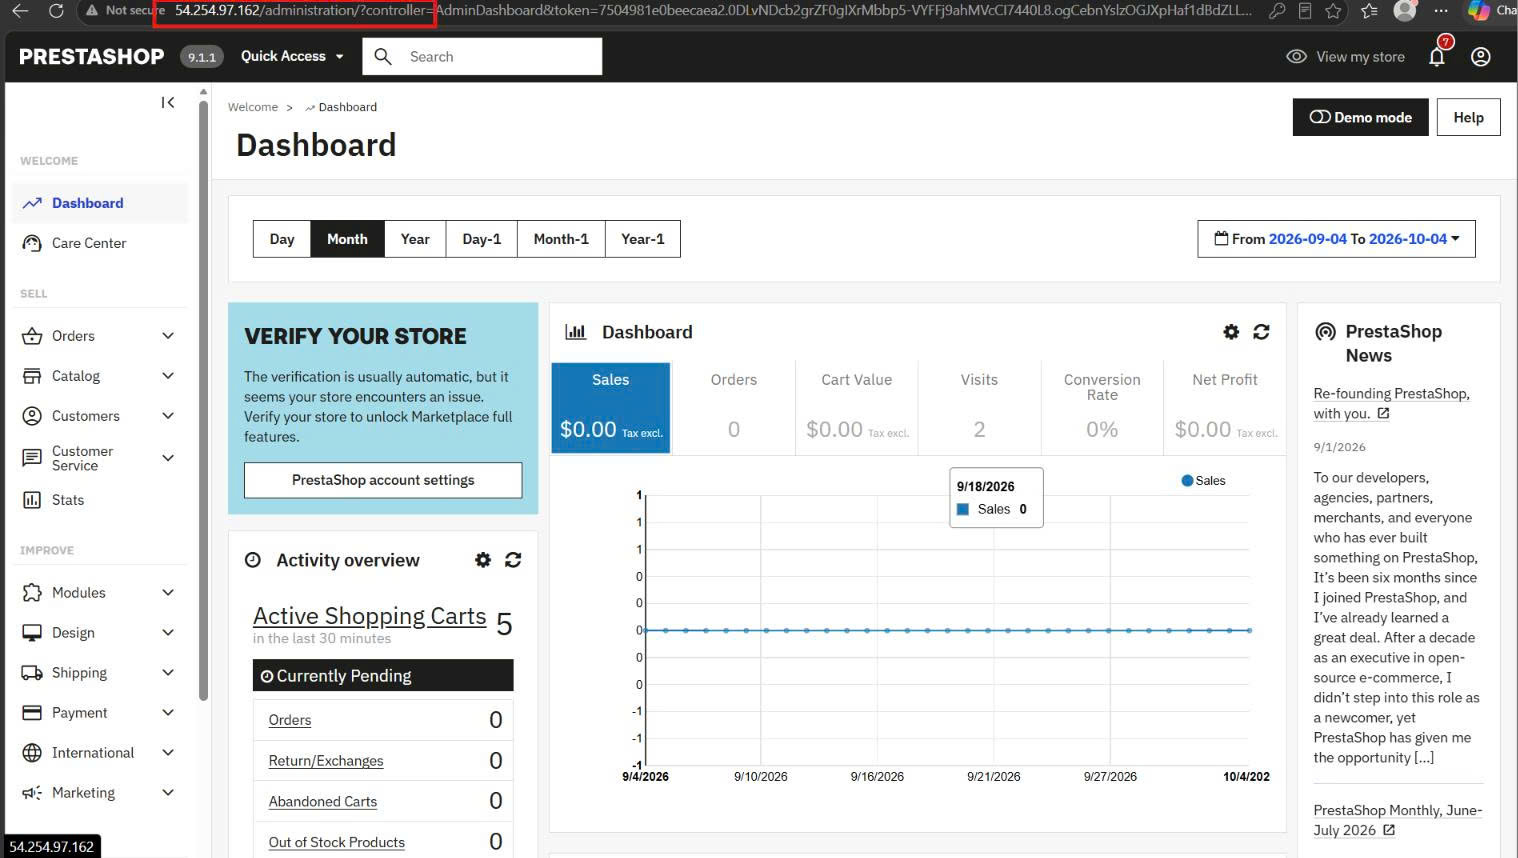 Not secure 54.254.97.162/administration/?controller=AdminDashboard&token=
PRESTASHOP 9.1.1 Quick Access Search View my store 7
Welcome > Dashboard
Dashboard
Demo mode Help
WELCOME
Dashboard
Care Center
SELL
Orders
Catalog
Customers
Customer
Service
Stats
IMPROVE
Modules
Design
Shipping
Payment
International
Marketing
54.254.97.162
Day Month Year Day-1 Month-1 Year-1
From 2026-09-04 To 2026-10-04
VERIFY YOUR STORE
The verification is usually automatic, but it
seems your store encounters an issue.
Verify your store to unlock Marketplace full
features.
PrestaShop account settings
Activity overview
Active Shopping Carts 5
in the last 30 minutes
Currently Pending
Orders 0
Return/Exchanges 0
Abandoned Carts 0
Out of Stock Products 0
Dashboard
Sales
$0.00 Tax excl.
Orders
0
Cart Value
$0.00 Tax excl.
Visits
2
Conversion
Rate
0%
Net Profit
$0.00 Tax excl.
9/18/2026
Sales 0
Sales
1
1
1
0
0
0
0
0
-1
-1
-1
9/4/2026 9/10/2026 9/16/2026 9/21/2026 9/27/2026 10/4/202
PrestaShop
News
Re-founding PrestaShop,
with you.
9/1/2026
To our developers,
agencies, partners,
merchants, and everyone
who has ever built
something on PrestaShop,
It's been six months since
I joined PrestaShop, and
I've already learned a
great deal. After a decade
as an executive in open-
source e-commerce, I
didn't step into this role as
a newcomer, yet
PrestaShop has given me
the opportunity [...]
PrestaShop Monthly, June-
July 2026